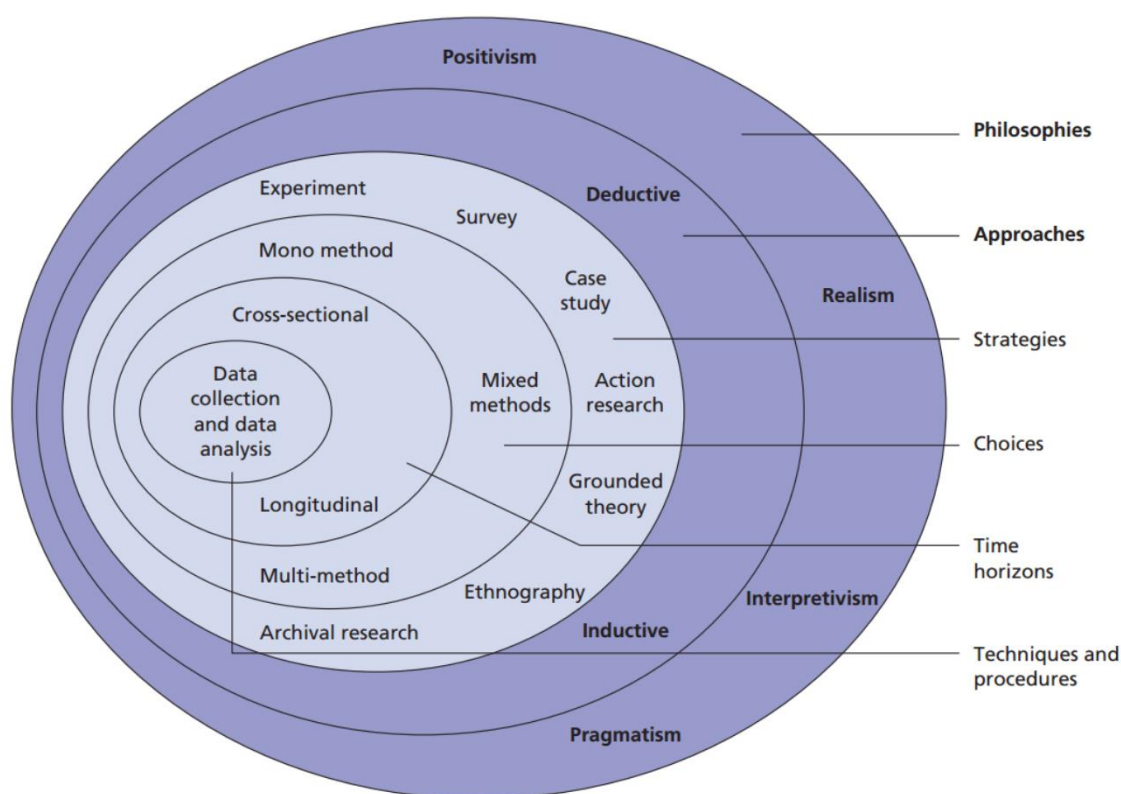 Positivism
Philosophies
Experiment
Deductive
Survey
Approaches
Mono method
Case
study
Realism
Cross-sectional
Strategies
Data
collection
and data
analysis
Mixed
methods
Action
research
Choices
Longitudinal
Grounded
theory
Time
horizons
Multi-method
Ethnography
Interpretivism
Archival research
Inductive
Techniques and
procedures
Pragmatism